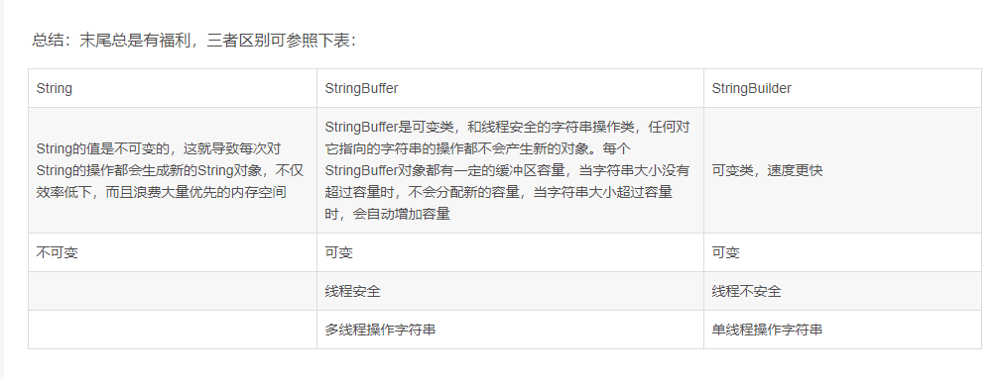 总结：末尾总是有福利，三者区别可参照下表：
String
StringBuffer
StringBuilder
String的值是不可变的，这就导致每次对
String的操作都会生成新的String对象，不仅
效率低下，而且浪费大量优先的内存空间
StringBuffer是可变类，和线程安全的字符串操作类，任何对
它指向的字符串的操作都不会产生新的对象。每个
StringBuffer对象都有一定的缓冲区容量，当字符串大小没有
超过容量时，不会分配新的容量，当字符串大小超过容量
时，会自动增加容量
可变类，速度更快
不可变
可变
可变
线程安全
线程不安全
多线程操作字符串
单线程操作字符串